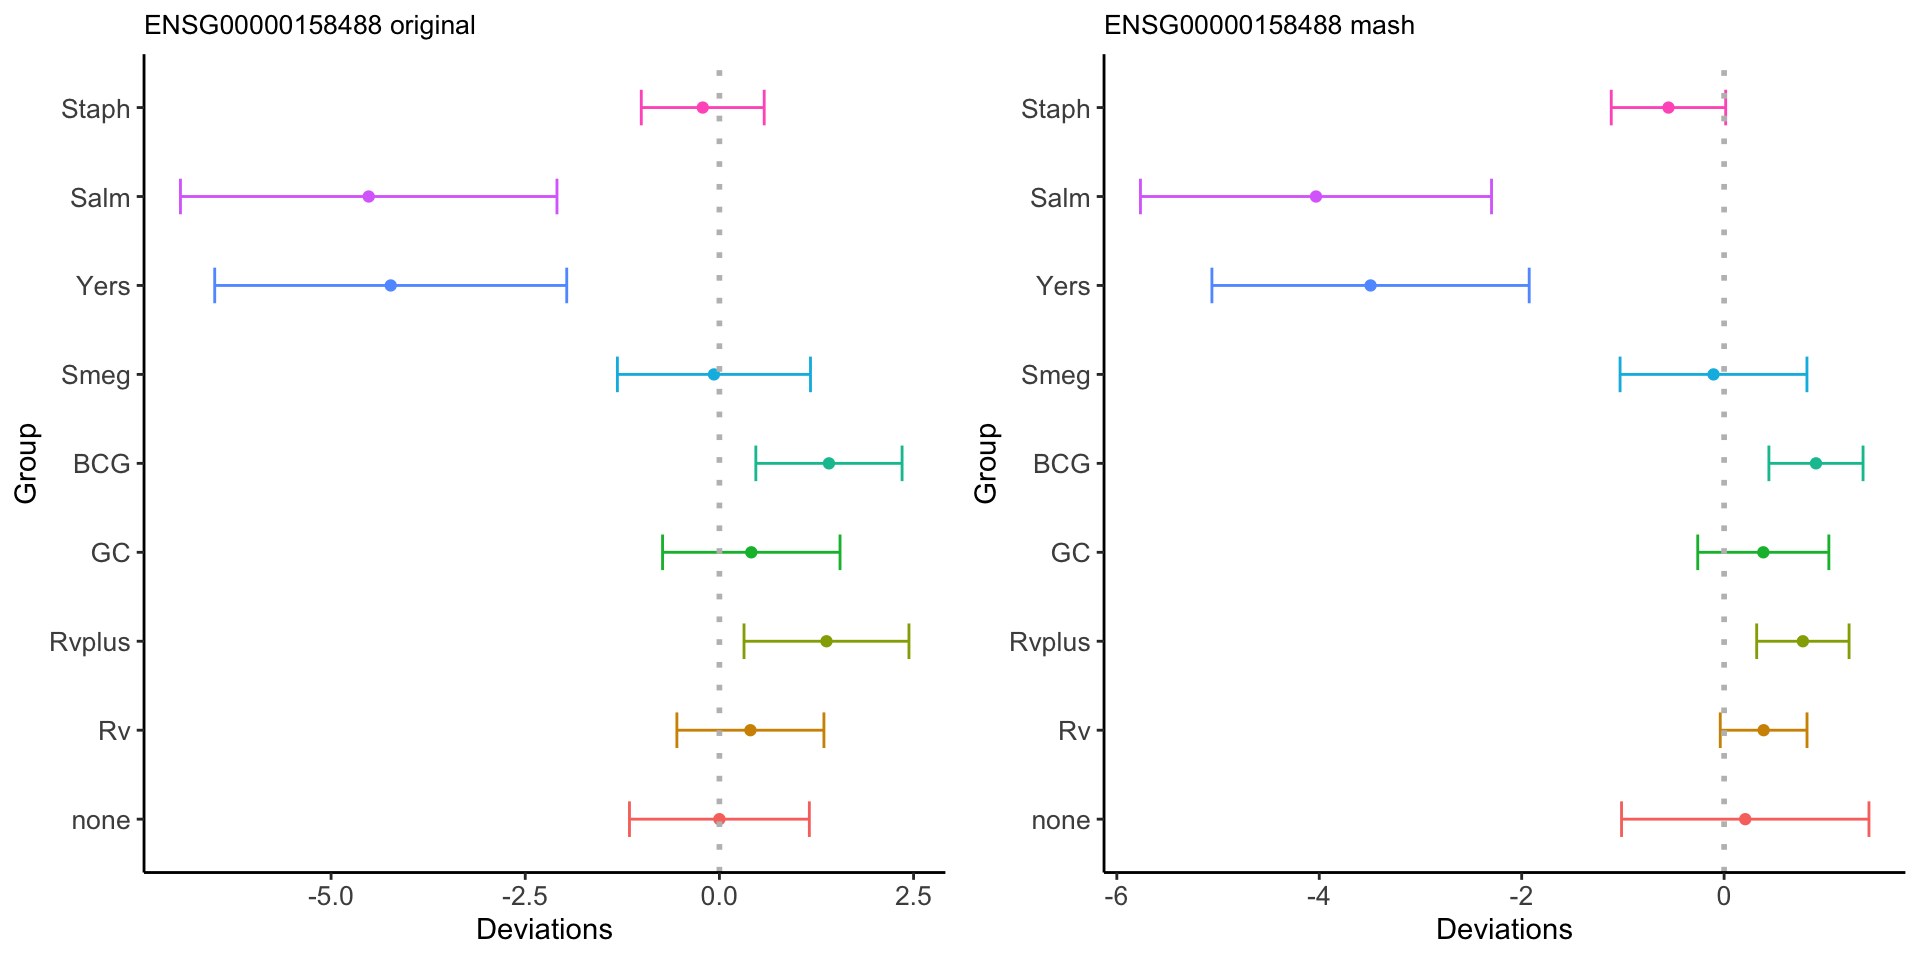 ENSG00000158488 original
Staph
Salm
Yers
Smeg
BCG
GC
Rvplus
Rv
none
Group
-5.0 -2.5 0.0 2.5
Deviations
ENSG00000158488 mash
Staph
Salm
Yers
Smeg
BCG
GC
Rvplus
Rv
none
Group
-6 -4 -2 0
Deviations